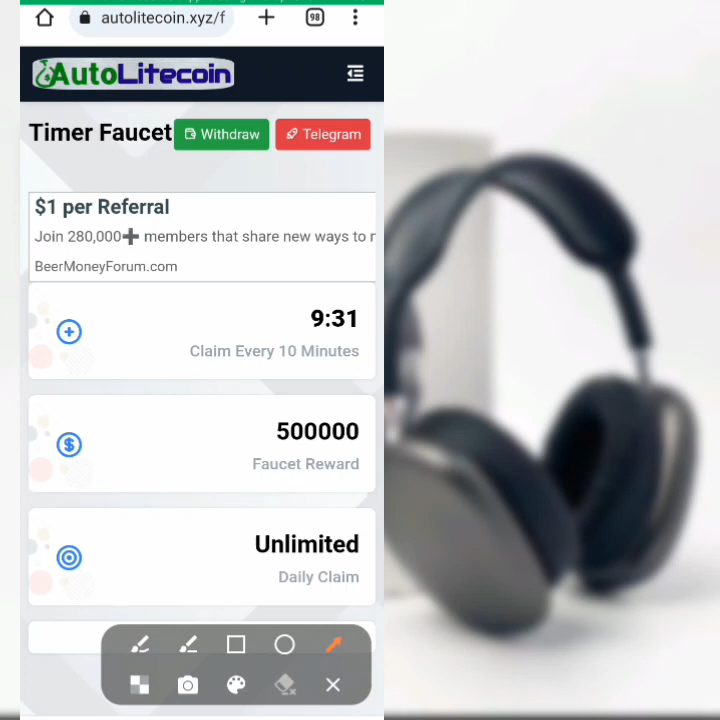 autolitecoin.xyz/f
98
AutoLitecoin
Timer Faucet
Withdraw
Telegram
$1 per Referral
Join 280,000➕ members that share new ways to
BeerMoneyForum.com
9:31
Claim Every 10 Minutes
500000
Faucet Reward
Unlimited
Daily Claim